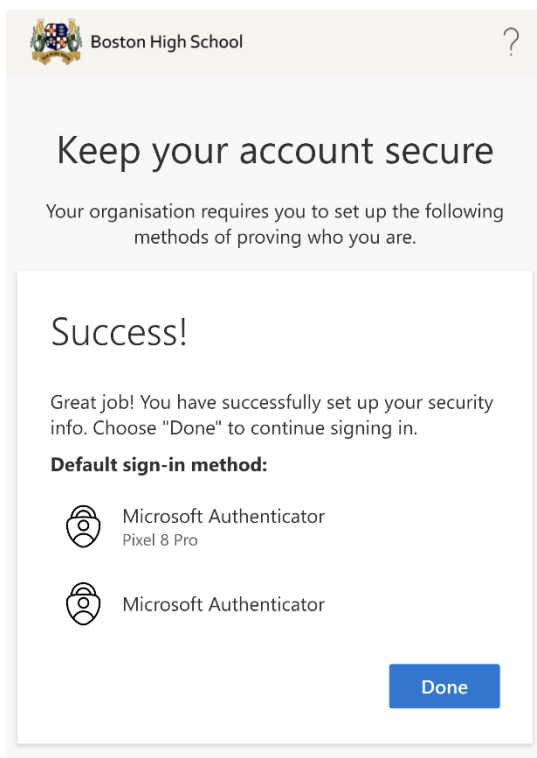 Boston High School
?
Keep your account secure
Your organisation requires you to set up the following
methods of proving who you are.
Success!
Great job! You have successfully set up your security
info. Choose "Done" to continue signing in.
Default sign-in method:
Microsoft Authenticator
Pixel 8 Pro
Microsoft Authenticator
Done